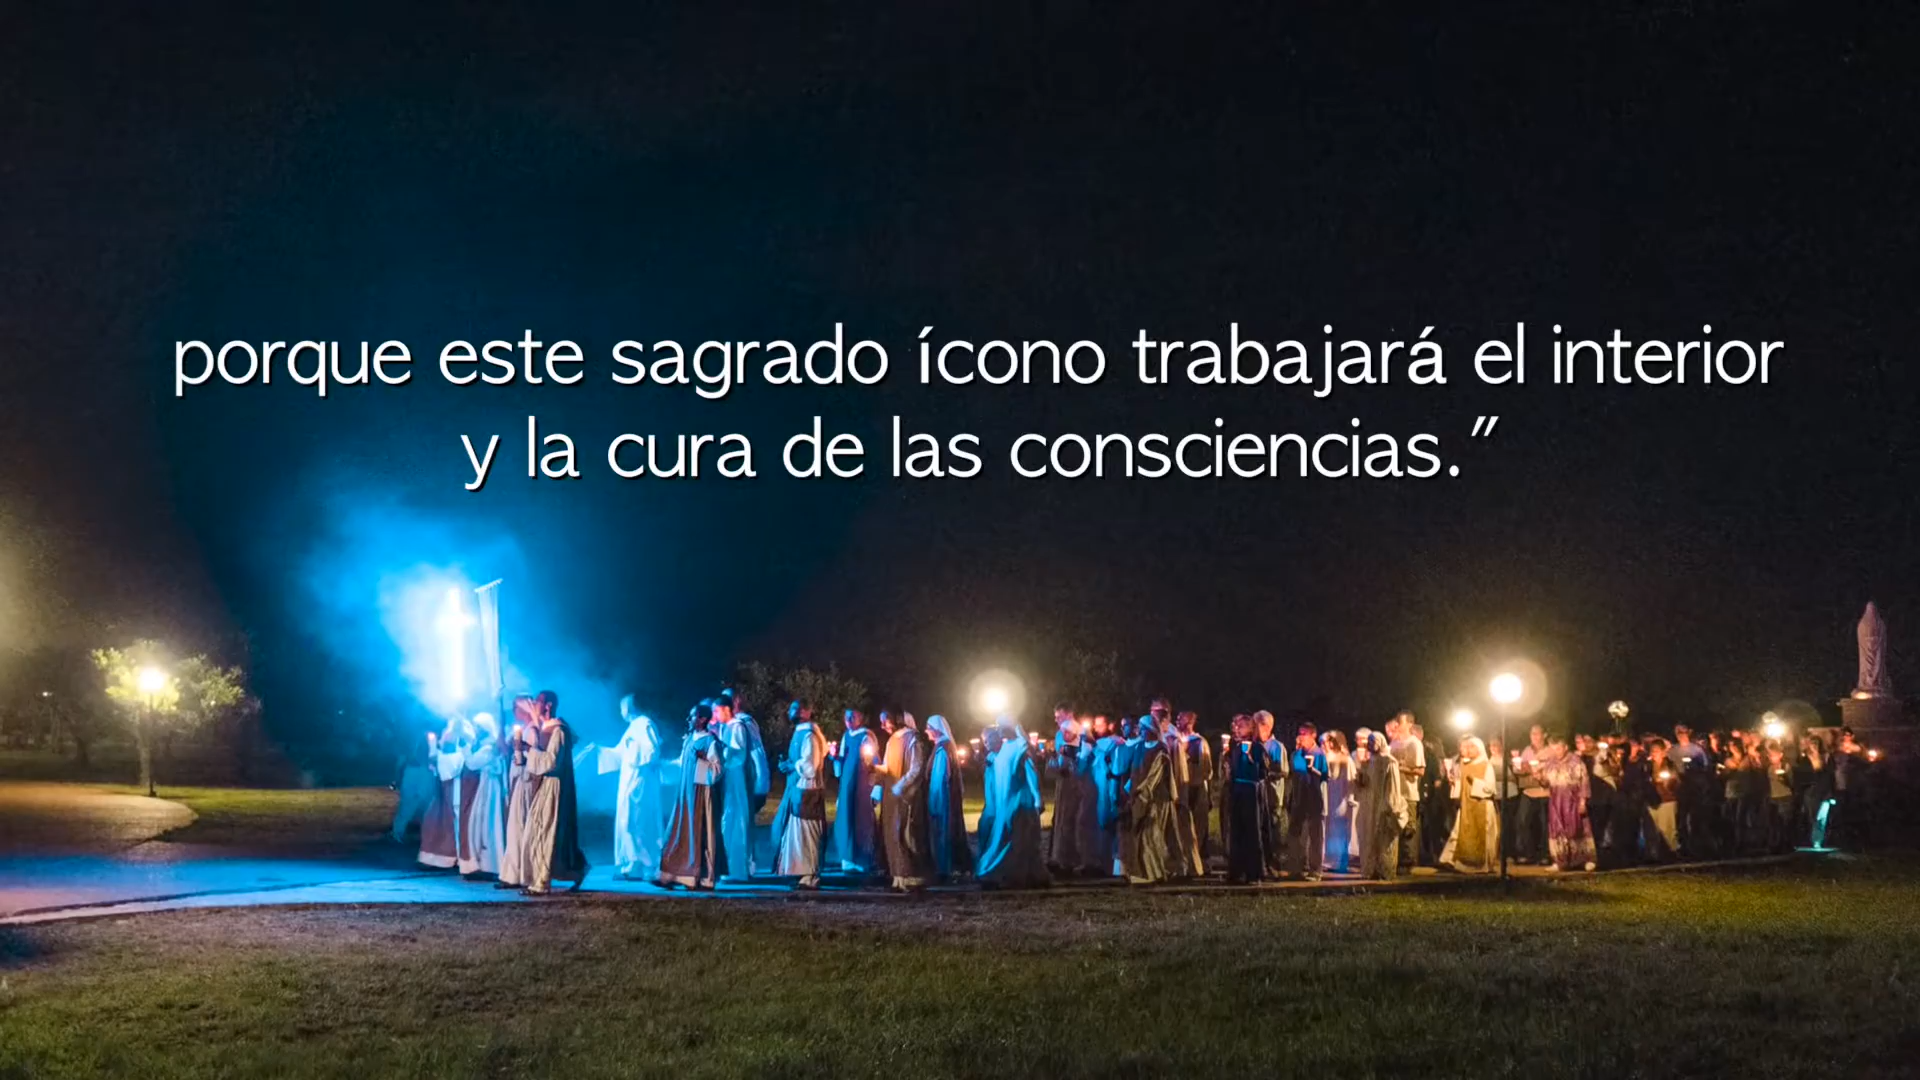 porque este sagrado ícono trabajará el interior
y la cura de las consciencias.”